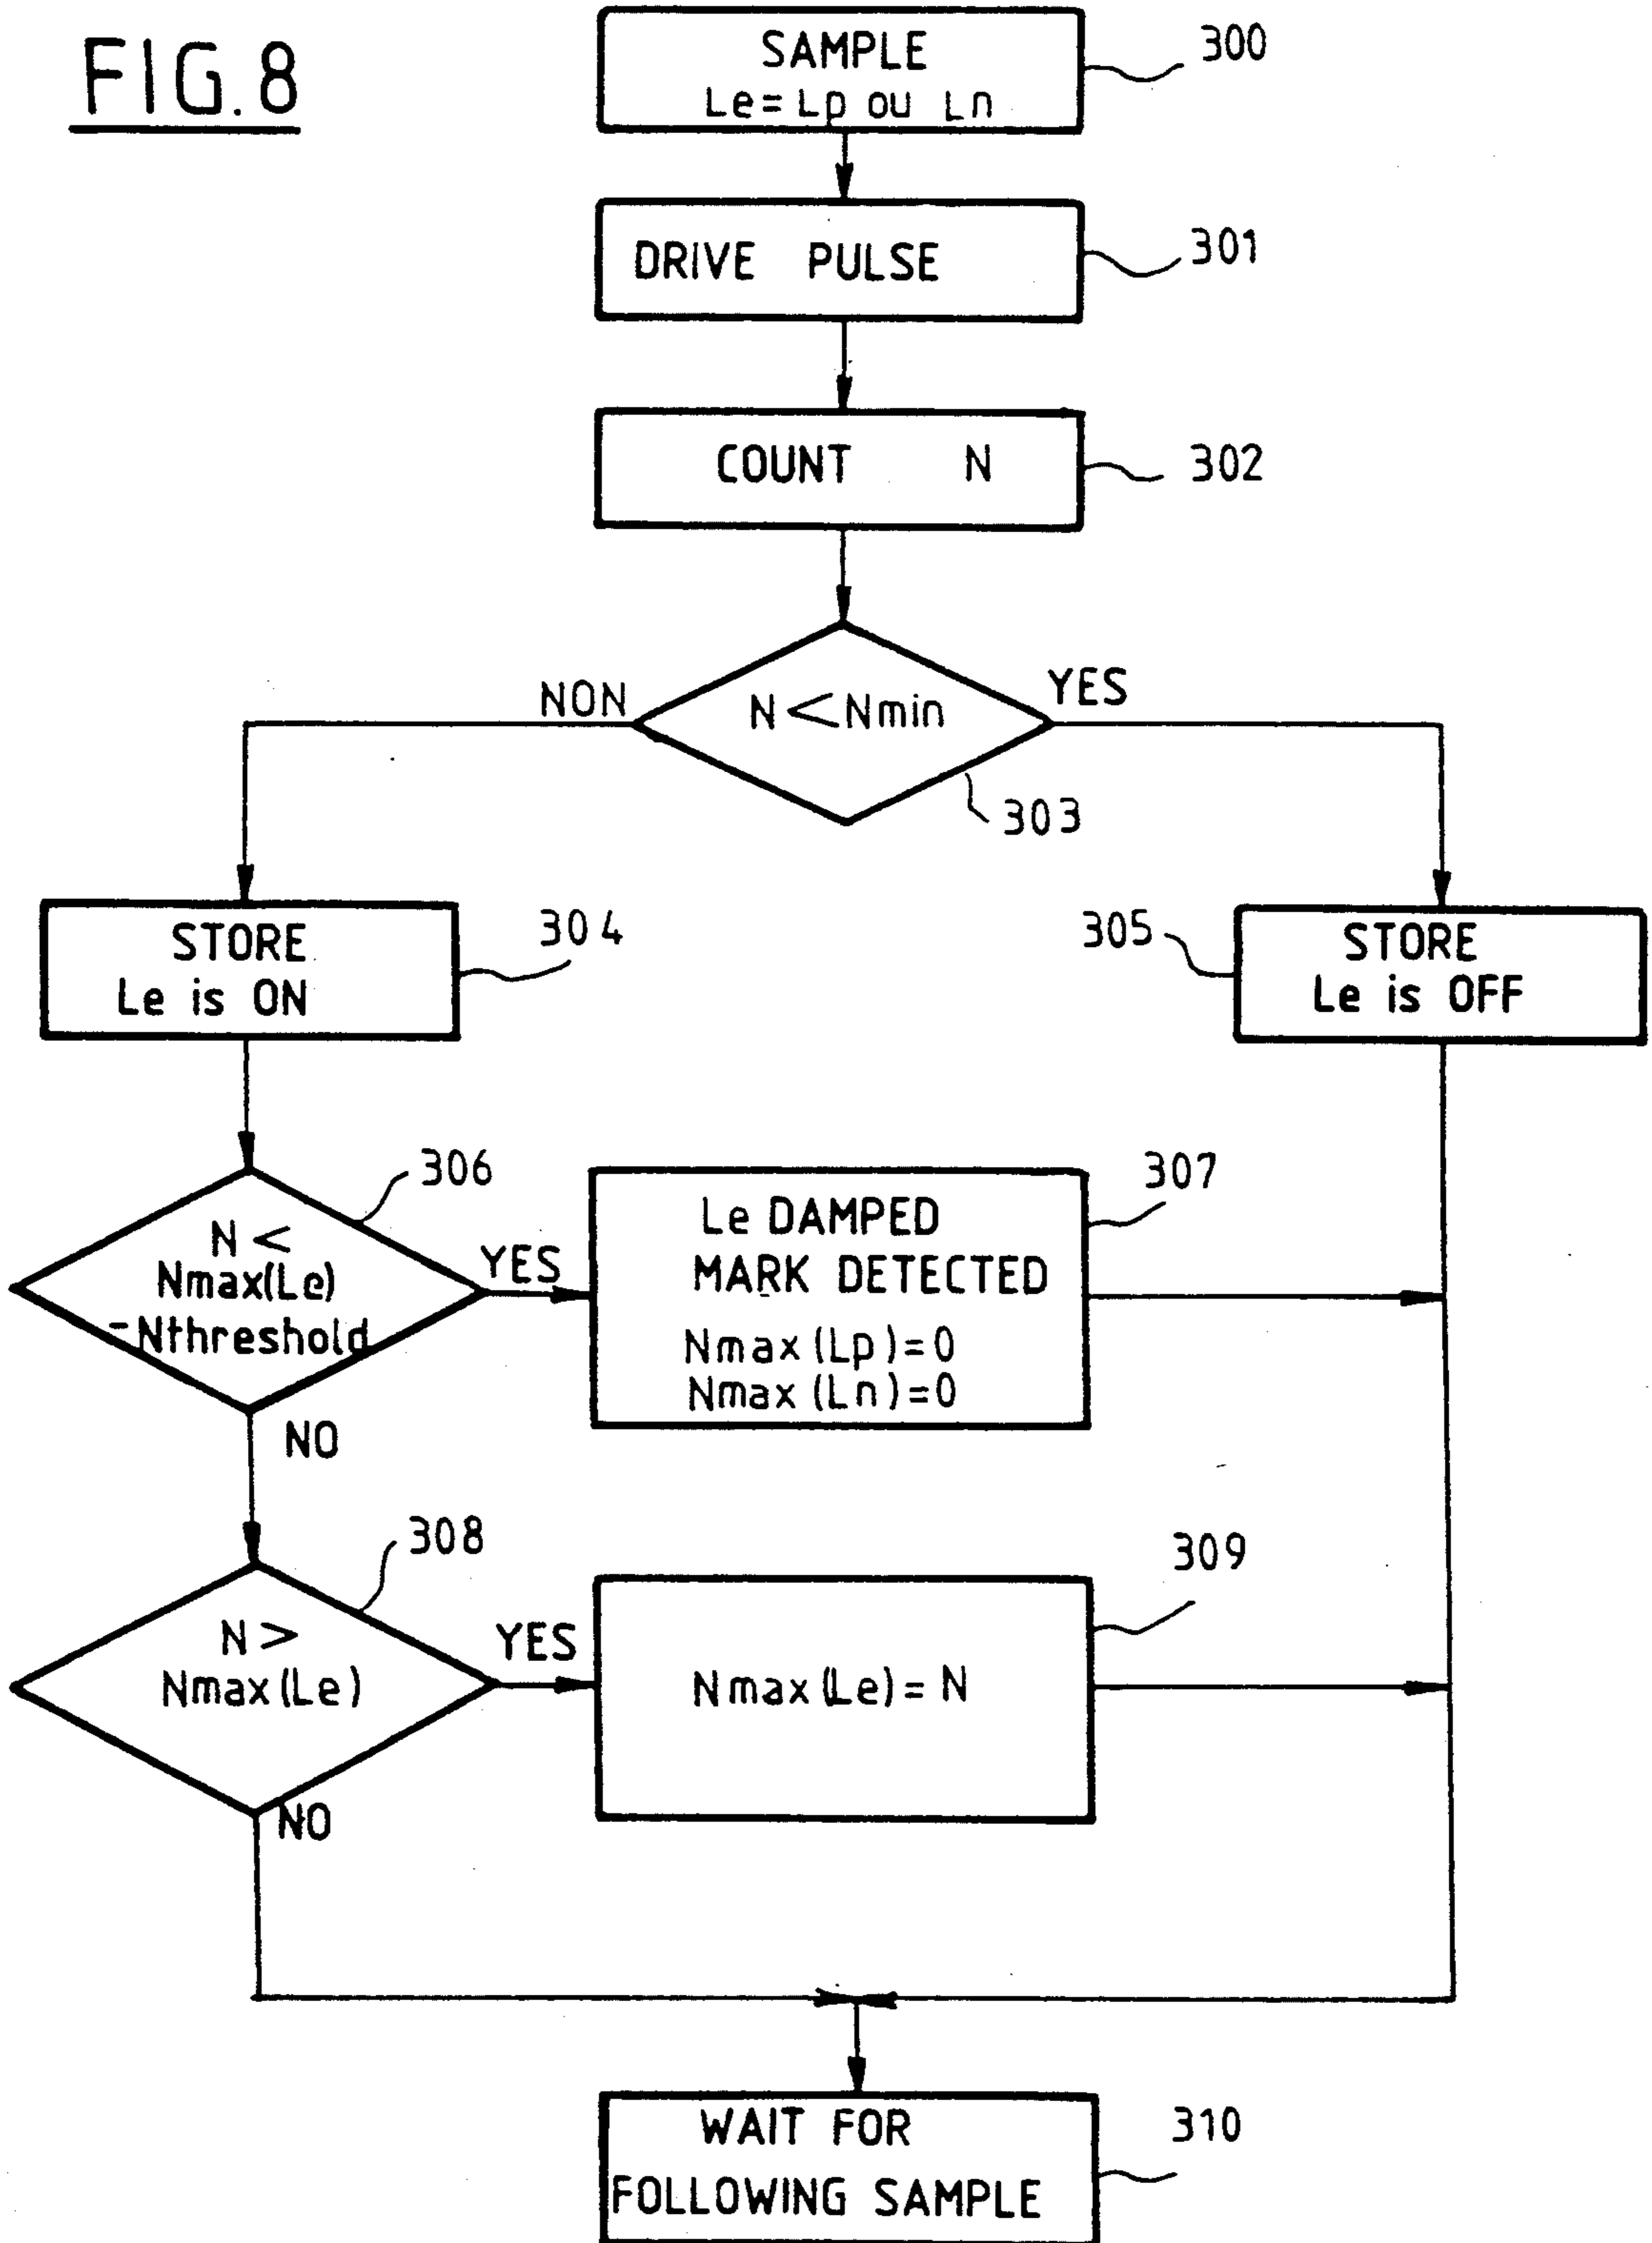 FIG.8
SAMPLE
Le = Lp ou Ln
300
DRIVE PULSE
301
COUNT N
302
NON
N < Nmin
YES
303
STORE
Le is ON
304
305
STORE
Le is OFF
306
N <
Nmax(Le)
-Nthreshold
YES
NO
307
Le DAMPED
MARK DETECTED
Nmax (Lp) = 0
Nmax (Ln) = 0
308
N >
Nmax (Le)
YES
NO
309
Nmax (Le) = N
WAIT FOR
FOLLOWING SAMPLE
310